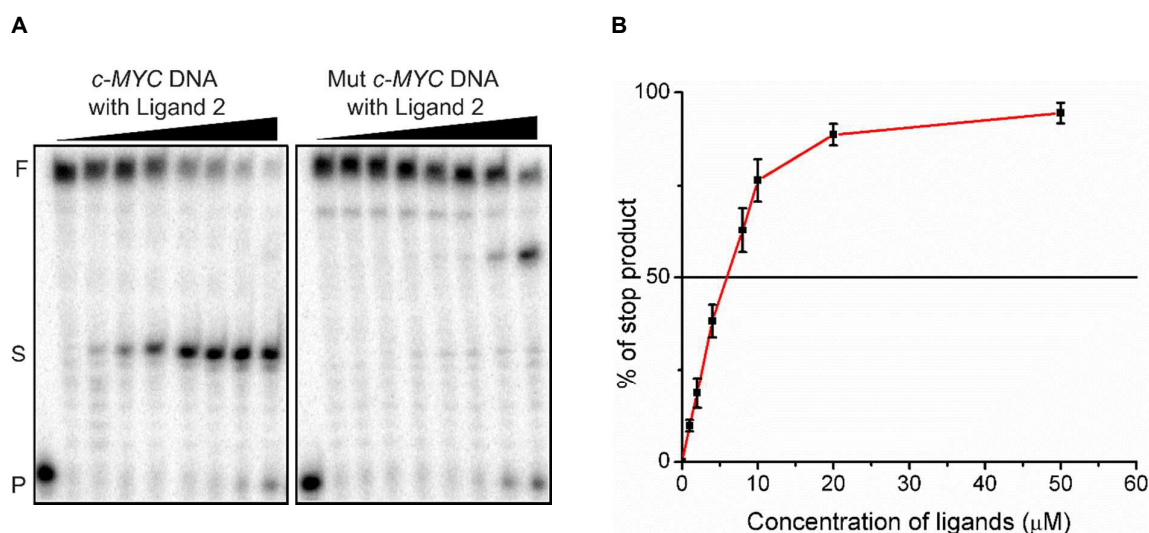 A
c-MYC DNA
with Ligand 2
Mut c-MYC DNA
with Ligand 2
F
S
P
B
100
50
0
% of stop product
0 10 20 30 40 50 60
Concentration of ligands (μM)